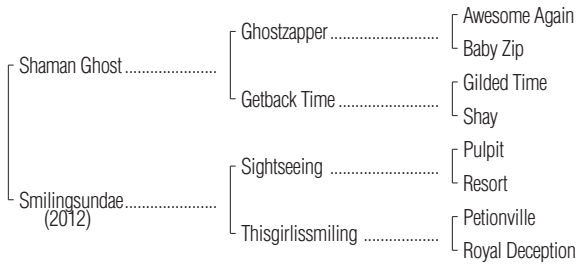 Awesome Again
Ghostzapper ........................
Baby Zip
Shaman Ghost .....................
Gilded Time
Getback Time ......................
Shay
Pulpit
Sightseeing ........................
Resort
Smilingsundae.....................
(2012)
Petionville
Thisgirlissmiling .................
Royal Deception